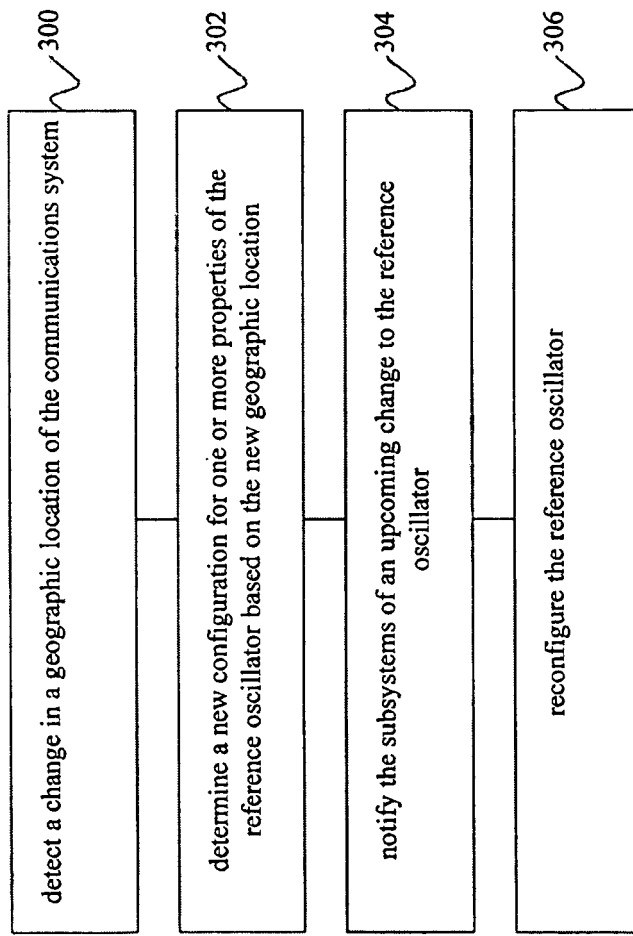 detect a change in a geographic location of the communications system
300
determine a new configuration for one or more properties of the
reference oscillator based on the new geographic location
302
notify the subsystems of an upcoming change to the reference
oscillator
304
reconfigure the reference oscillator
306